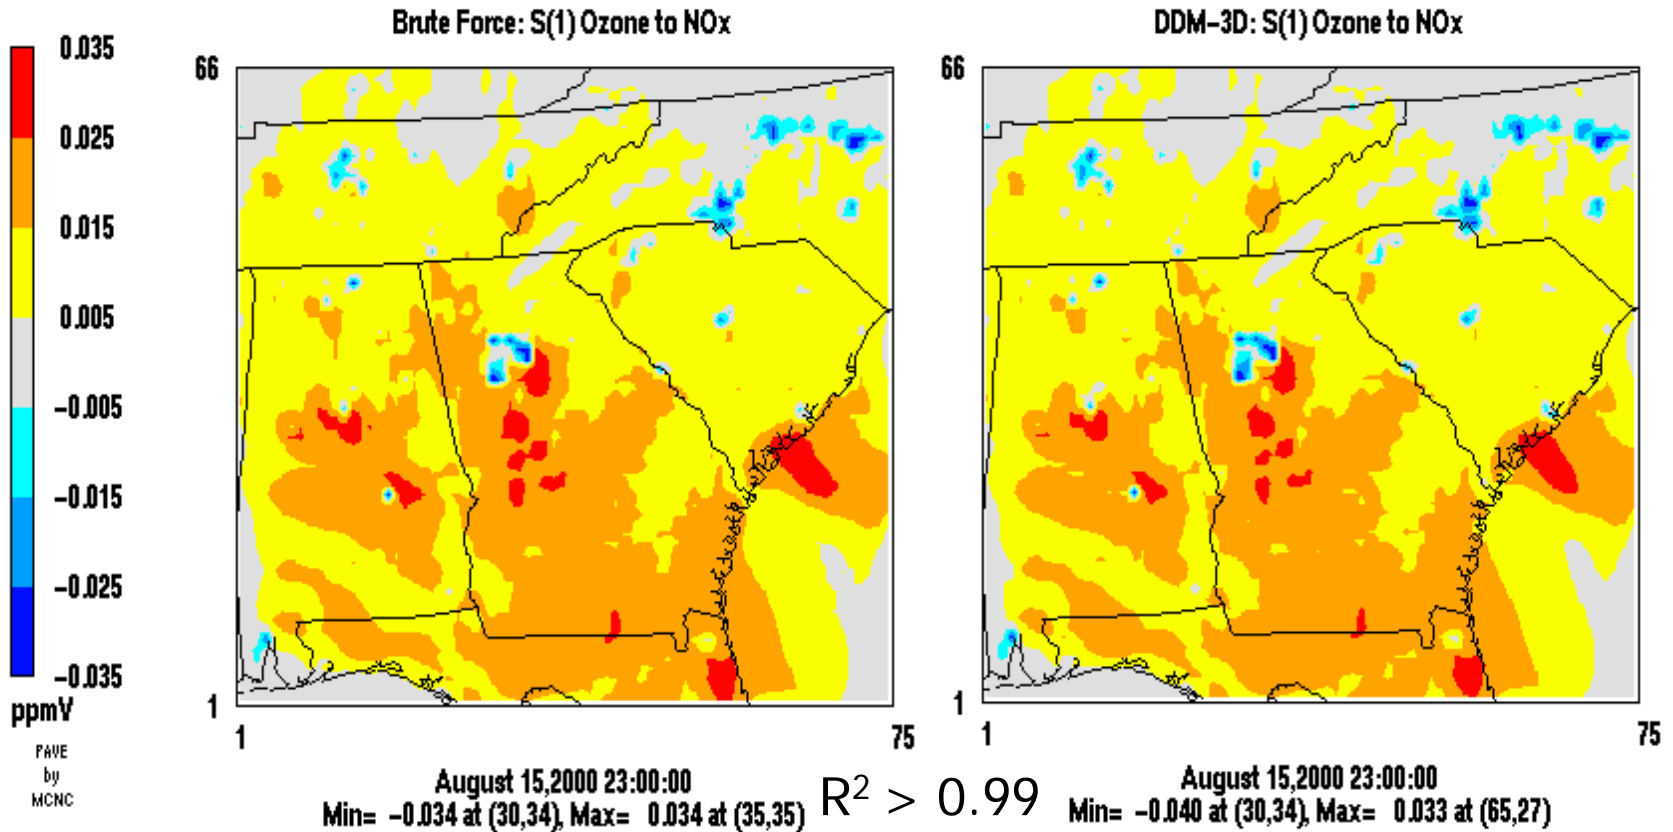 Brute Force: S(1) Ozone to NOx
DDM-3D: S(1) Ozone to NOx
0.035
0.025
0.015
0.005
-0.005
-0.015
-0.025
-0.035
ppmV
PAVE
by
MCNC
66
1
1
75
August 15,2000 23:00:00
Min= -0.034 at (30,34), Max= 0.034 at (35,35)
R² > 0.99
66
1
1
75
August 15,2000 23:00:00
Min= -0.040 at (30,34), Max= 0.033 at (65,27)